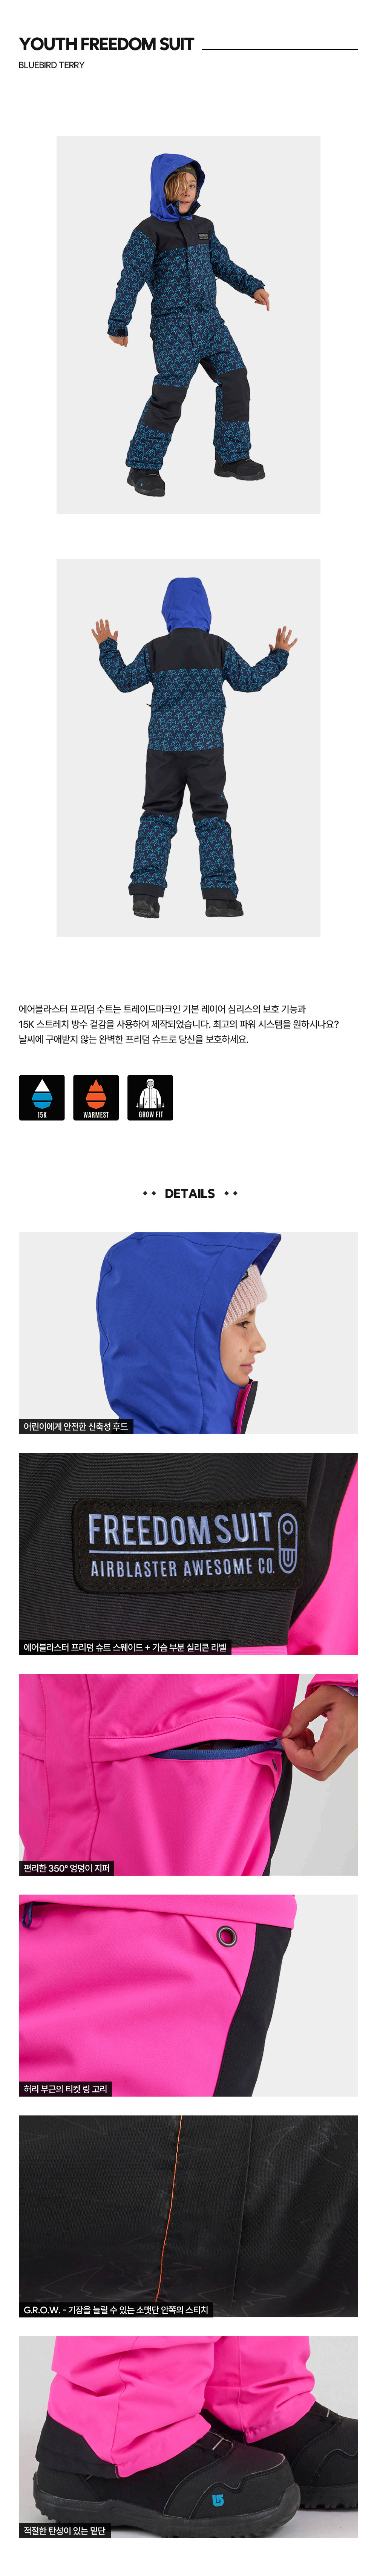 YOUTH FREEDOM SUIT
BLUEBIRD TERRY
에어블라스터 프리덤 수트는 트레이드마크인 기본 레이어 심리스의 보호 기능과
15K 스트레치 방수 겉감을 사용하여 제작되었습니다. 최고의 파워 시스템을 원하시나요?
날씨에 구애받지 않는 완벽한 프리덤 슈트로 당신을 보호하세요.
15K
WARMEST
GROW FIT
DETAILS
어린이에게 안전한 신축성 후드
FREEDOM SUIT
AIRBLASTER AWESOME CO.
에어블라스터 프리덤 슈트 스웨이드 + 가슴 부분 실리콘 라벨
편리한 350° 엉덩이 지퍼
허리 부근의 티켓 링 고리
G.R.O.W. - 기장을 늘릴 수 있는 소맷단 안쪽의 스티치
적절한 탄성이 있는 밑단